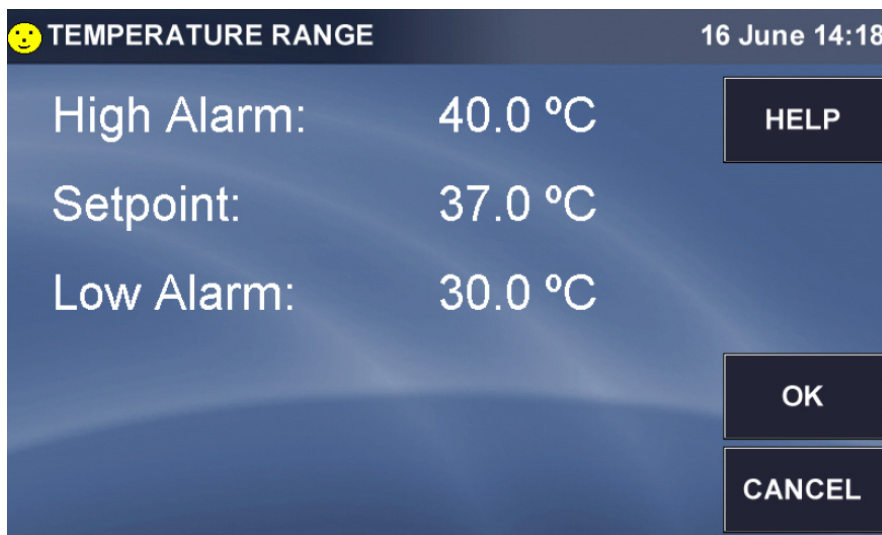 TEMPERATURE RANGE 16 June 14:18
High Alarm: 40.0 ºC
HELP
Setpoint: 37.0 ºC
Low Alarm: 30.0 ºC
OK
CANCEL